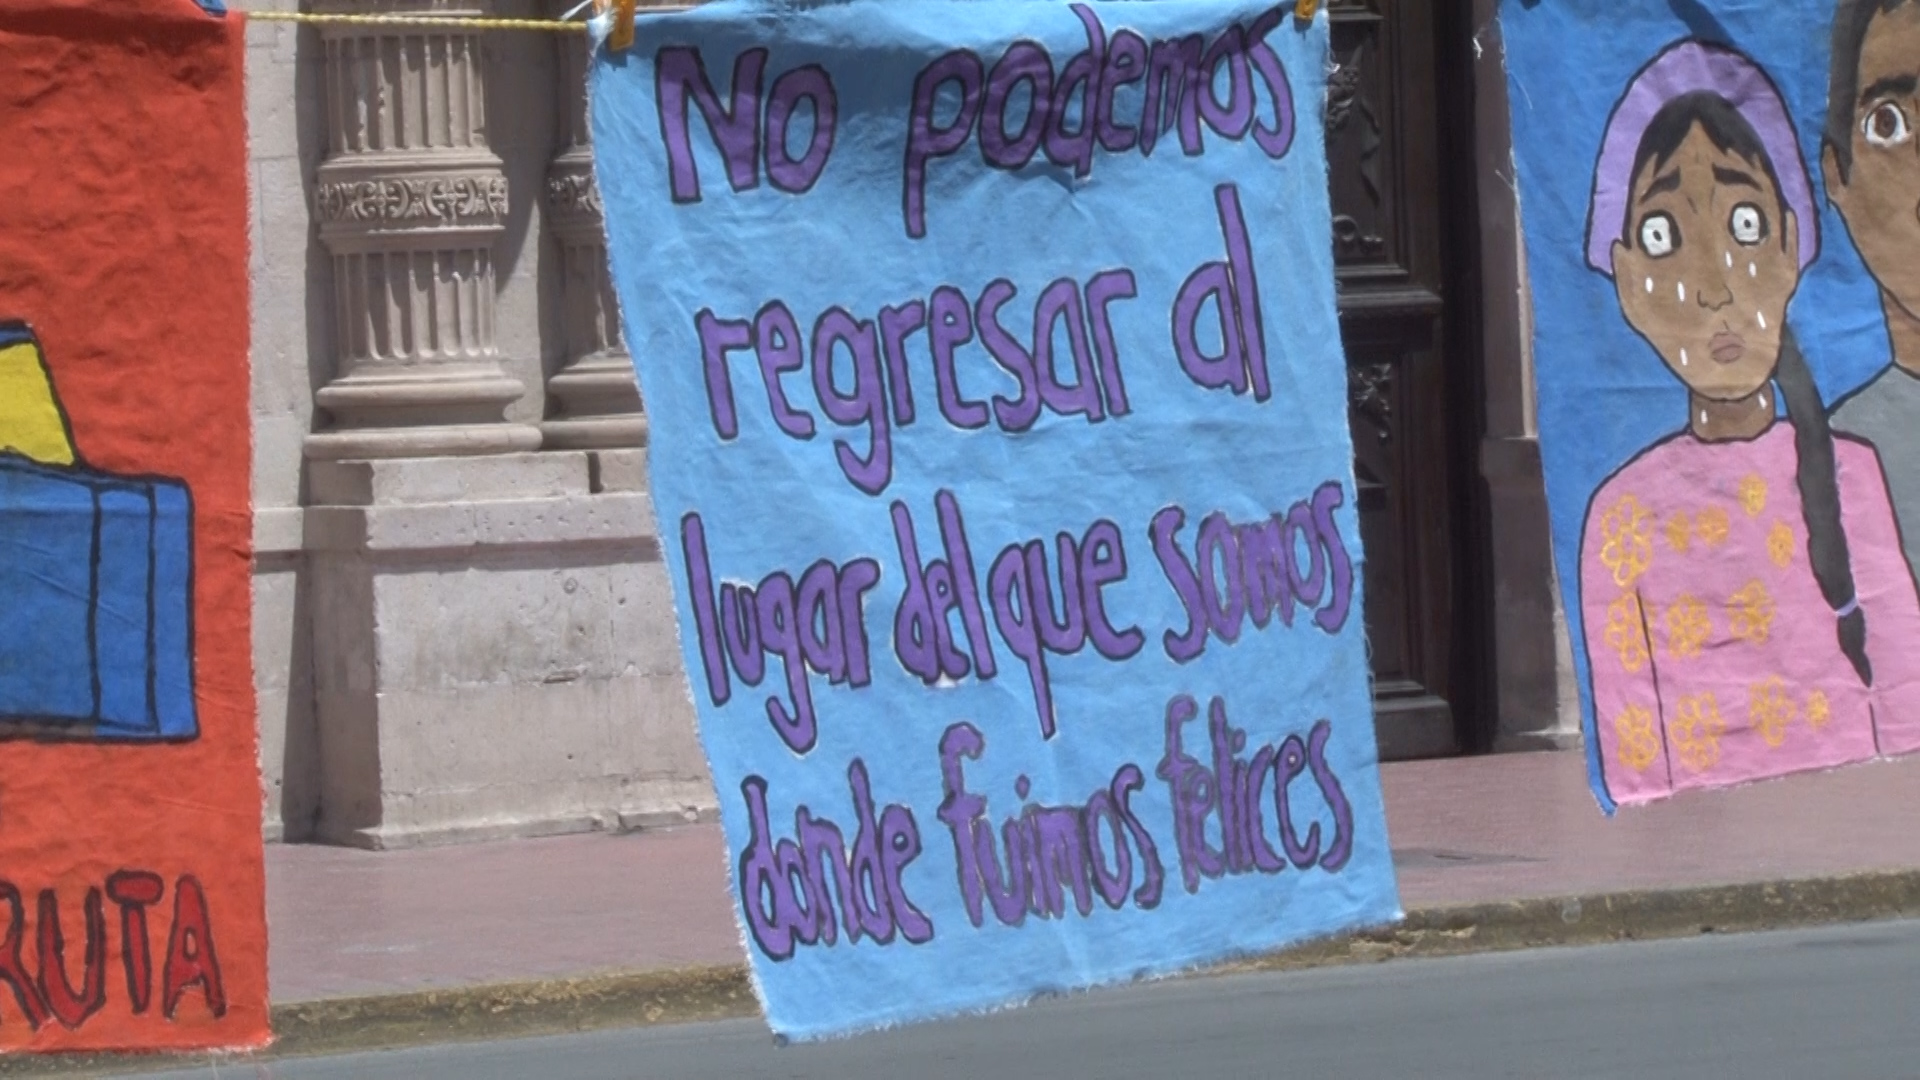 No podemos
regresar al
lugar del que somos
donde fuimos felices
RUTA